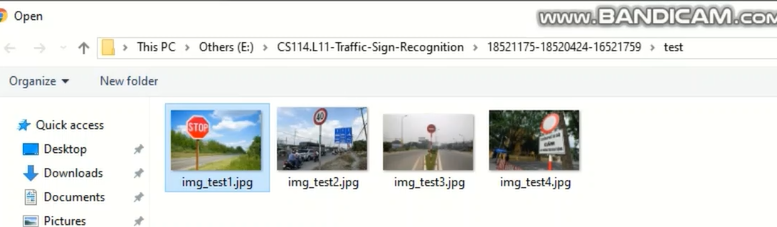 Open
www.BANDICAM.com
This PC > Others (E:) > CS114.L11-Traffic-Sign-Recognition > 18521175-18520424-16521759 > test
Organize
New folder
Quick access
Desktop
Downloads
Documents
Pictures
STOP
40
img_test1.jpg
img_test2.jpg
img_test3.jpg
img_test4.jpg